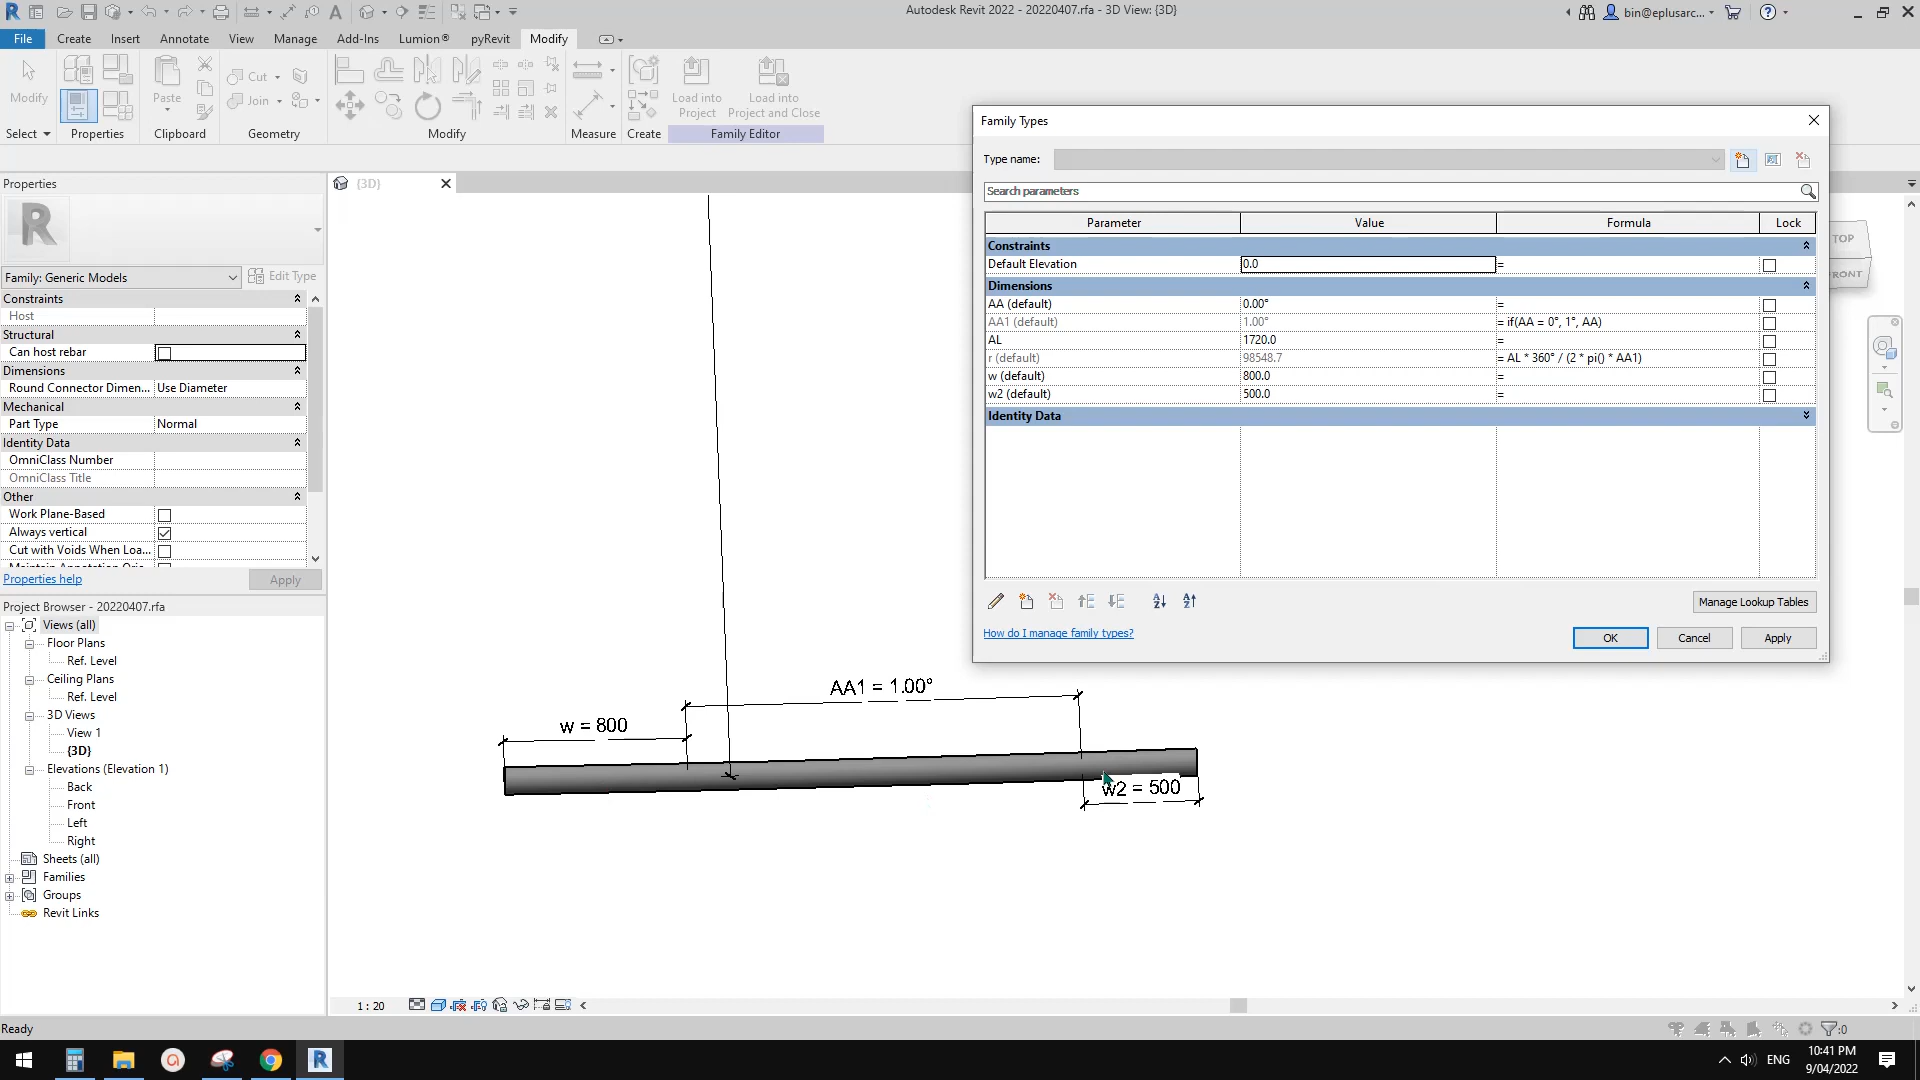 Autodesk Revit 2022 - 20220407.rfa - 3D View: {3D}
bin@eplusarc...
File Create Insert Annotate View Manage Add-Ins Lumion® pyRevit Modify
Modify
Paste
Cut
Join
Load into Project
Load into Project and Close
Select Properties Clipboard Geometry Modify Measure Create Family Editor
Properties
R
Family: Generic Models
Edit Type
Constraints
Host
Structural
Can host rebar
Dimensions
Round Connector Dimen... Use Diameter
Mechanical
Part Type Normal
Identity Data
OmniClass Number
OmniClass Title
Other
Work Plane-Based
Always vertical
Cut with Voids When Loa...
Properties help
Apply
Project Browser - 20220407.rfa
Views (all)
Floor Plans
Ref. Level
Ceiling Plans
Ref. Level
3D Views
View 1
{3D}
Elevations (Elevation 1)
Back
Front
Left
Right
Sheets (all)
Families
Groups
Revit Links
{3D}
TOP
FRONT
w = 800
AA1 = 1.00°
w2 = 500
1 : 20
Family Types
Type name:
Search parameters
Parameter Value Formula Lock
Constraints
Default Elevation 0.0 =
Dimensions
AA (default) 0.00° =
AA1 (default) 1.00° = if(AA = 0°, 1°, AA)
AL 1720.0 =
r (default) 98548.7 = AL * 360° / (2 * pi() * AA1)
w (default) 800.0 =
w2 (default) 500.0 =
Identity Data
Manage Lookup Tables
How do I manage family types?
OK Cancel Apply
Ready
:0
ENG
10:41 PM
9/04/2022